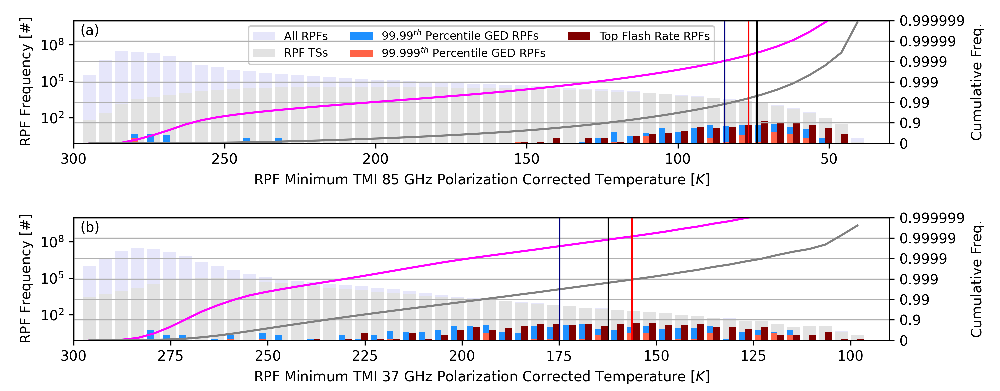 (a)
RPF Frequency [#]
10^8
10^5
10^2
All RPFs
RPF TSs
99.99^th Percentile GED RPFs
99.999^th Percentile GED RPFs
Top Flash Rate RPFs
0.999999
0.99999
0.9999
0.999
0.99
0.9
0
Cumulative Freq.
300 250 200 150 100 50
RPF Minimum TMI 85 GHz Polarization Corrected Temperature [K]
(b)
RPF Frequency [#]
10^8
10^5
10^2
0.999999
0.99999
0.9999
0.999
0.99
0.9
0
Cumulative Freq.
300 275 250 225 200 175 150 125 100
RPF Minimum TMI 37 GHz Polarization Corrected Temperature [K]